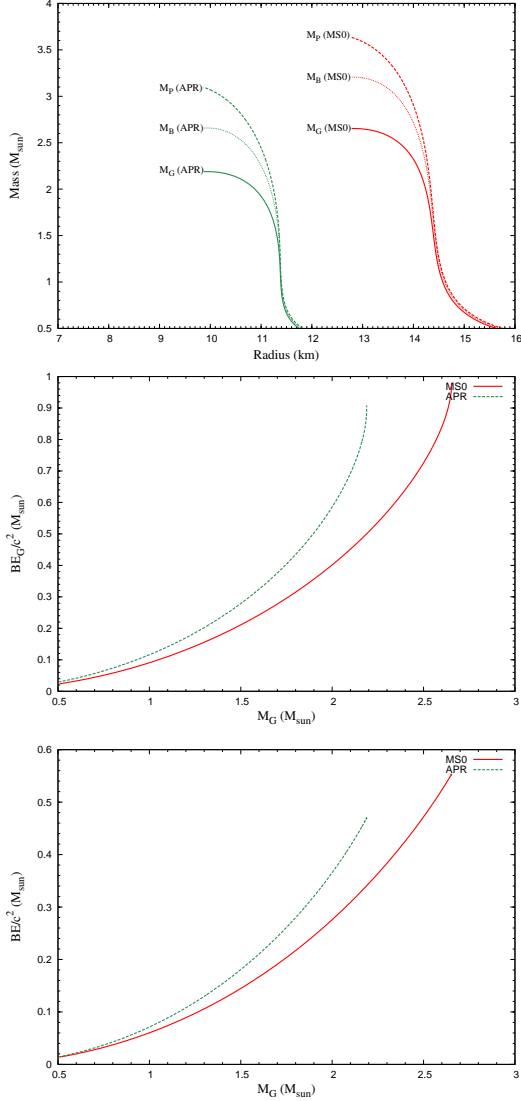 4
3.5
3
2.5
2
1.5
1
0.5
Mass (M_sun)
M_P (APR)
M_B (APR)
M_G (APR)
M_P (MS0)
M_B (MS0)
M_G (MS0)
7 8 9 10 11 12 13 14 15 16
Radius (km)
1
0.9
0.8
0.7
0.6
0.5
0.4
0.3
0.2
0.1
0
BE_G/c^2 (M_sun)
MS0
APR
0.5 1 1.5 2 2.5 3
M_G (M_sun)
0.6
0.5
0.4
0.3
0.2
0.1
0
BE/c^2 (M_sun)
MS0
APR
0.5 1 1.5 2 2.5 3
M_G (M_sun)